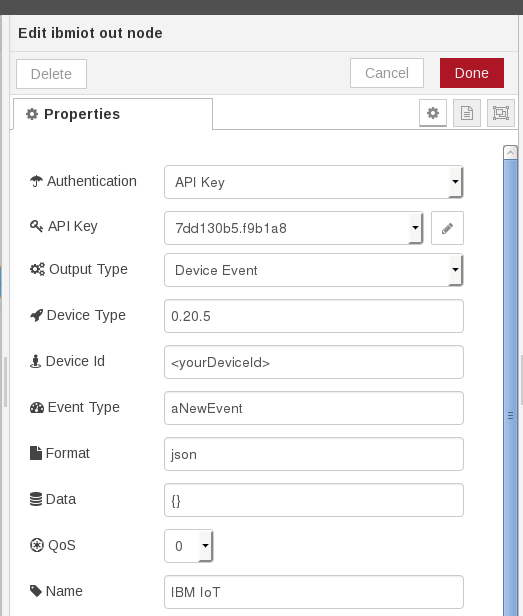 Edit ibmiot out node
Delete Cancel Done
Properties
Authentication API Key
API Key 7dd130b5.f9b1a8
Output Type Device Event
Device Type 0.20.5
Device Id <yourDeviceId>
Event Type aNewEvent
Format json
Data {}
QoS 0
Name IBM IoT